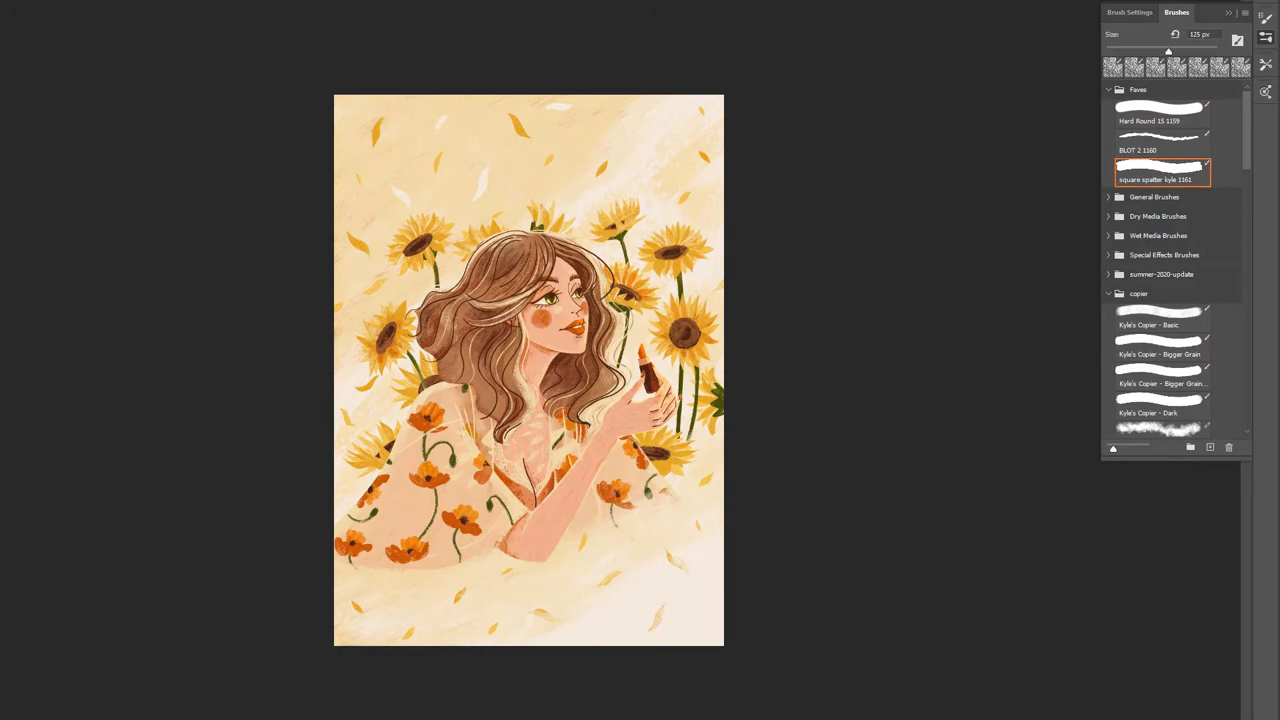 Brush Settings Brushes
Size: 125 px
Faves
Hard Round 15 1159
BLOT 2 1160
square spatter kyle 1161
General Brushes
Dry Media Brushes
Wet Media Brushes
Special Effects Brushes
summer-2020-update
copier
Kyle's Copier - Basic
Kyle's Copier - Bigger Grain
Kyle's Copier - Bigger Grain...
Kyle's Copier - Dark